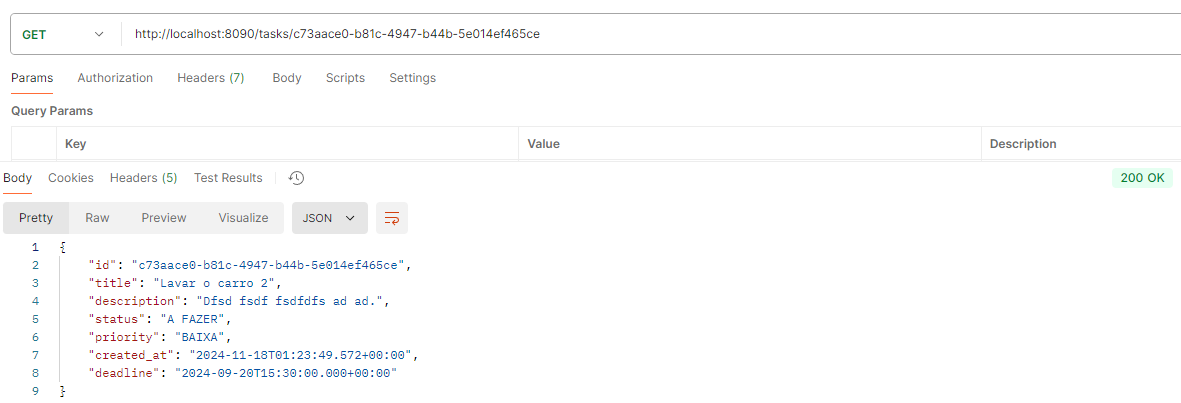 GET http://localhost:8090/tasks/c73aace0-b81c-4947-b44b-5e014ef465ce
Params Authorization Headers (7) Body Scripts Settings
Query Params
Key Value Description
Body Cookies Headers (5) Test Results 200 OK
Pretty Raw Preview Visualize JSON
1 {
2 "id": "c73aace0-b81c-4947-b44b-5e014ef465ce",
3 "title": "Lavar o carro 2",
4 "description": "Dfsd fsdf fsdfdfs ad ad.",
5 "status": "A FAZER",
6 "priority": "BAIXA",
7 "created_at": "2024-11-18T01:23:49.572+00:00",
8 "deadline": "2024-09-20T15:30:00.000+00:00"
9 }